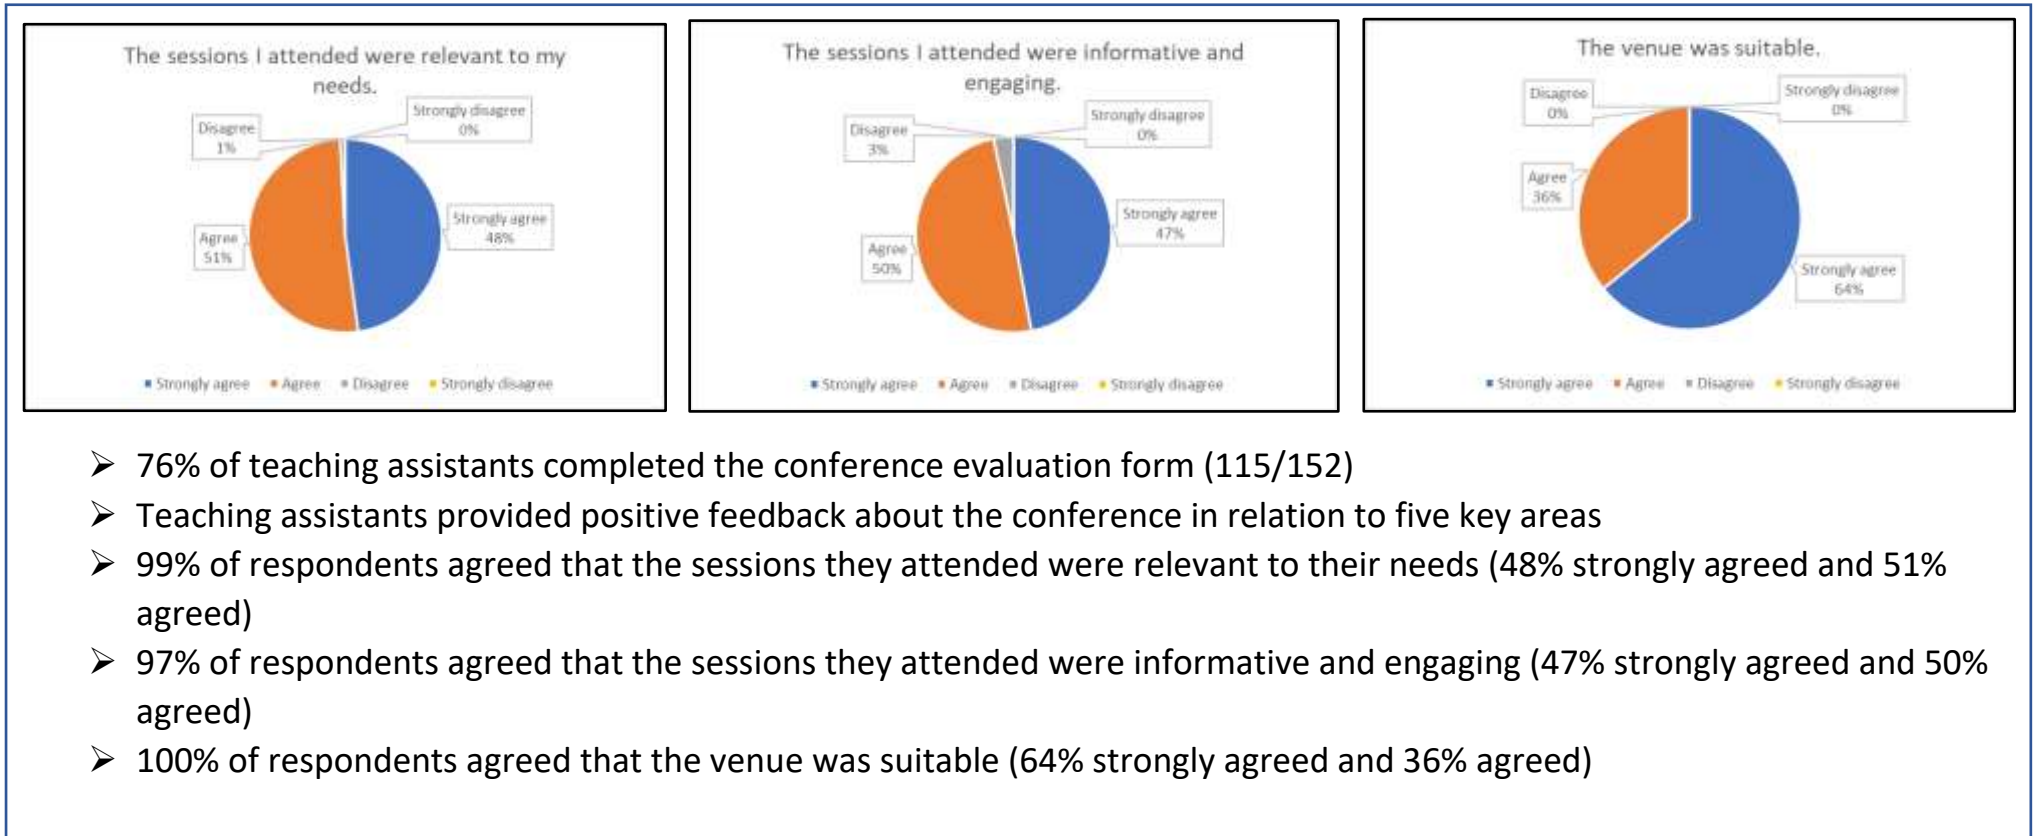 The sessions I attended were relevant to my
needs.
Strongly disagree
0%
Disagree
1%
Strongly agree
48%
Agree
51%
Strongly agree Agree Disagree Strongly disagree
The sessions I attended were informative and
engaging.
Strongly disagree
0%
Disagree
3%
Strongly agree
47%
Agree
50%
Strongly agree Agree Disagree Strongly disagree
The venue was suitable.
Disagree
0%
Strongly disagree
0%
Agree
36%
Strongly agree
64%
Strongly agree Agree Disagree Strongly disagree
➢ 76% of teaching assistants completed the conference evaluation form (115/152)
➢ Teaching assistants provided positive feedback about the conference in relation to five key areas
➢ 99% of respondents agreed that the sessions they attended were relevant to their needs (48% strongly agreed and 51%
agreed)
➢ 97% of respondents agreed that the sessions they attended were informative and engaging (47% strongly agreed and 50%
agreed)
➢ 100% of respondents agreed that the venue was suitable (64% strongly agreed and 36% agreed)